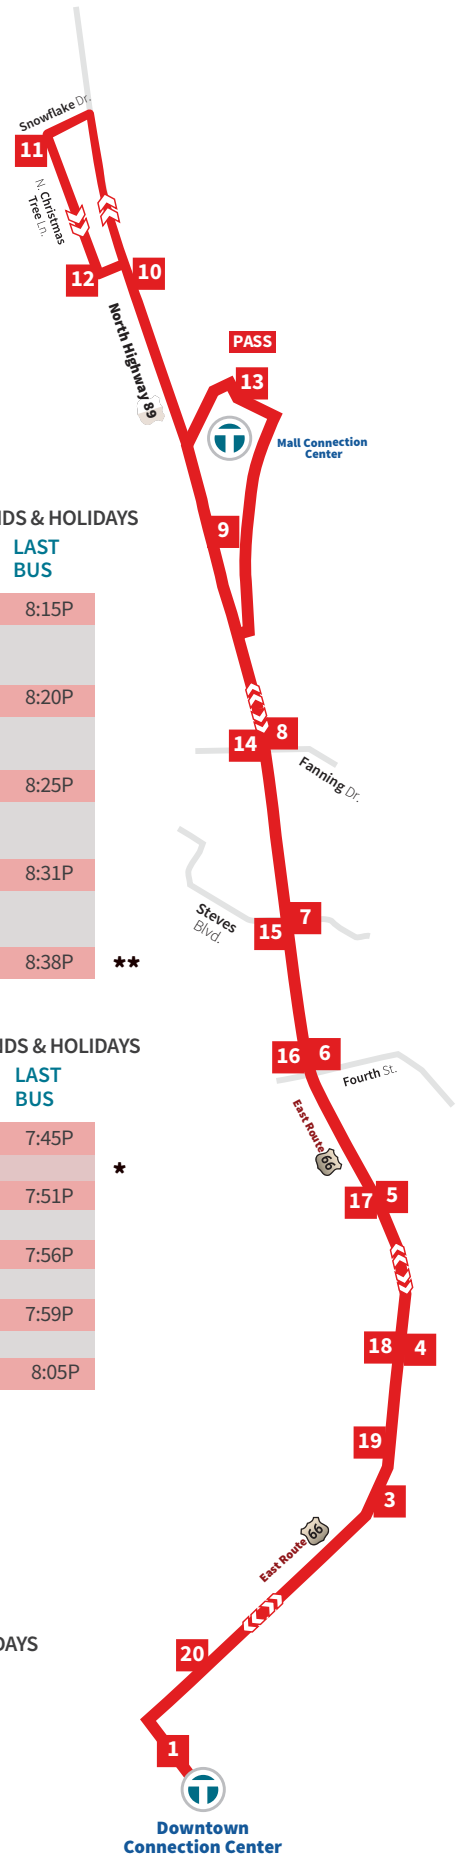 Snowflake Dr.
11
N. Christmas
Tree Ln.
12
10
North Highway 89
PASS
13
T
Mall Connection
Center
9
NDS & HOLIDAYS
LAST
BUS
8:15P
8:20P
8:25P
8:31P
8:38P **
14
8
Fanning Dr.
Steves
Blvd.
15
7
16
6
Fourth St.
East Route
66
17
5
18
4
19
3
NDS & HOLIDAYS
LAST
BUS
7:45P
*
7:51P
7:56P
7:59P
8:05P
East Route 66
DAYS
20
1
T
Downtown
Connection Center